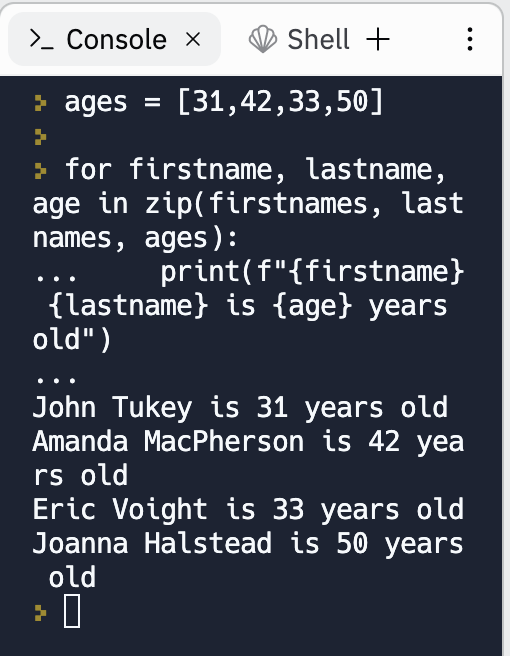 >_ Console × Shell +
ages = [31,42,33,50]
for firstname, lastname,
age in zip(firstnames, last
names, ages):
...     print(f"{firstname}
 {lastname} is {age} years
old")
...
John Tukey is 31 years old
Amanda MacPherson is 42 yea
rs old
Eric Voight is 33 years old
Joanna Halstead is 50 years
 old